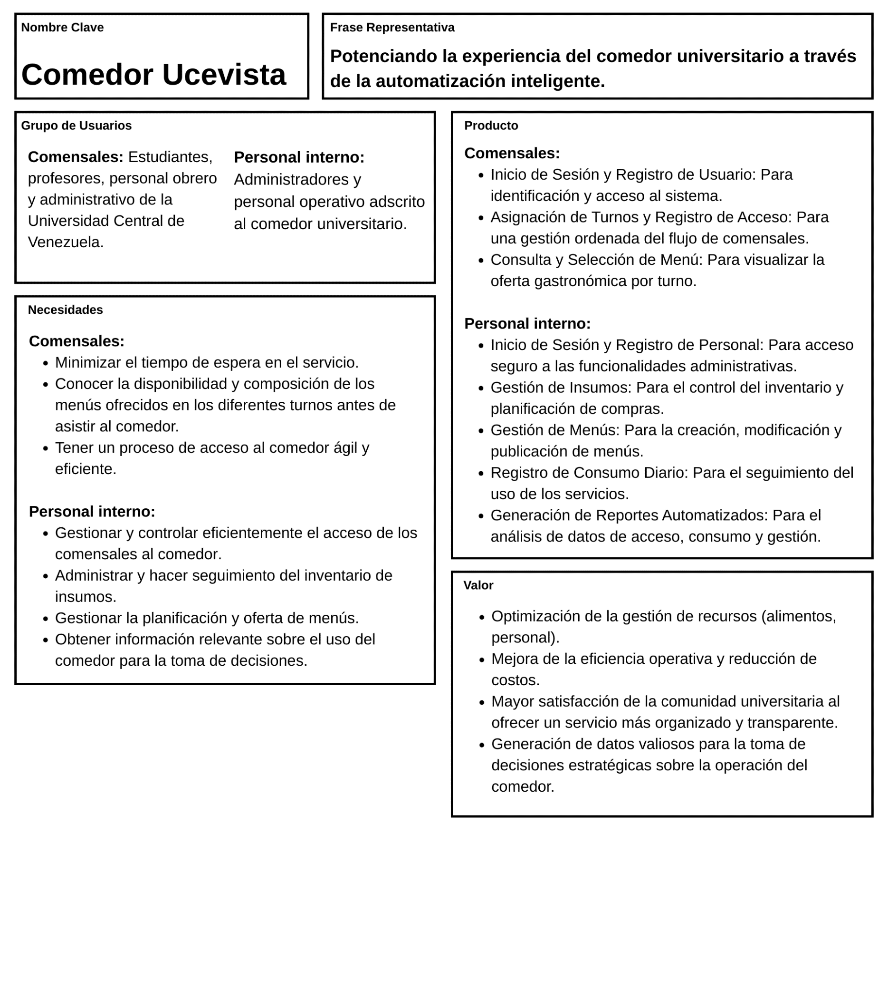 Nombre Clave
Comedor Ucevista
Frase Representativa
Potenciando la experiencia del comedor universitario a través
de la automatización inteligente.
Grupo de Usuarios
Comensales: Estudiantes,
profesores, personal obrero
y administrativo de la
Universidad Central de
Venezuela.
Personal interno:
Administradores y
personal operativo adscrito
al comedor universitario.
Necesidades
Comensales:
• Minimizar el tiempo de espera en el servicio.
• Conocer la disponibilidad y composición de los
menús ofrecidos en los diferentes turnos antes de
asistir al comedor.
• Tener un proceso de acceso al comedor ágil y
eficiente.
Personal interno:
• Gestionar y controlar eficientemente el acceso de los
comensales al comedor.
• Administrar y hacer seguimiento del inventario de
insumos.
• Gestionar la planificación y oferta de menús.
• Obtener información relevante sobre el uso del
comedor para la toma de decisiones.
Producto
Comensales:
• Inicio de Sesión y Registro de Usuario: Para
identificación y acceso al sistema.
• Asignación de Turnos y Registro de Acceso: Para
una gestión ordenada del flujo de comensales.
• Consulta y Selección de Menú: Para visualizar la
oferta gastronómica por turno.
Personal interno:
• Inicio de Sesión y Registro de Personal: Para acceso
seguro a las funcionalidades administrativas.
• Gestión de Insumos: Para el control del inventario y
planificación de compras.
• Gestión de Menús: Para la creación, modificación y
publicación de menús.
• Registro de Consumo Diario: Para el seguimiento del
uso de los servicios.
• Generación de Reportes Automatizados: Para el
análisis de datos de acceso, consumo y gestión.
Valor
• Optimización de la gestión de recursos (alimentos,
personal).
• Mejora de la eficiencia operativa y reducción de
costos.
• Mayor satisfacción de la comunidad universitaria al
ofrecer un servicio más organizado y transparente.
• Generación de datos valiosos para la toma de
decisiones estratégicas sobre la operación del
comedor.